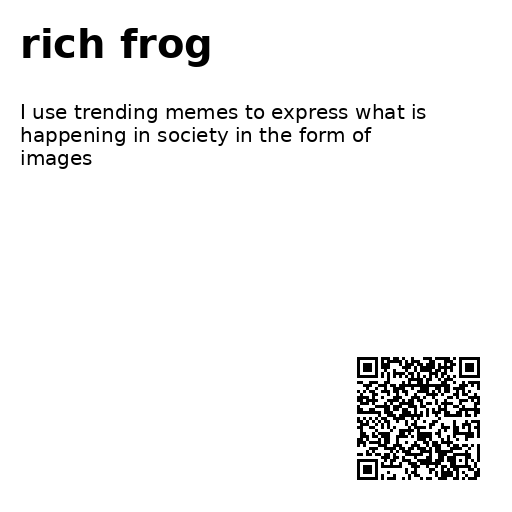 rich frog
I use trending memes to express what is
happening in society in the form of
images